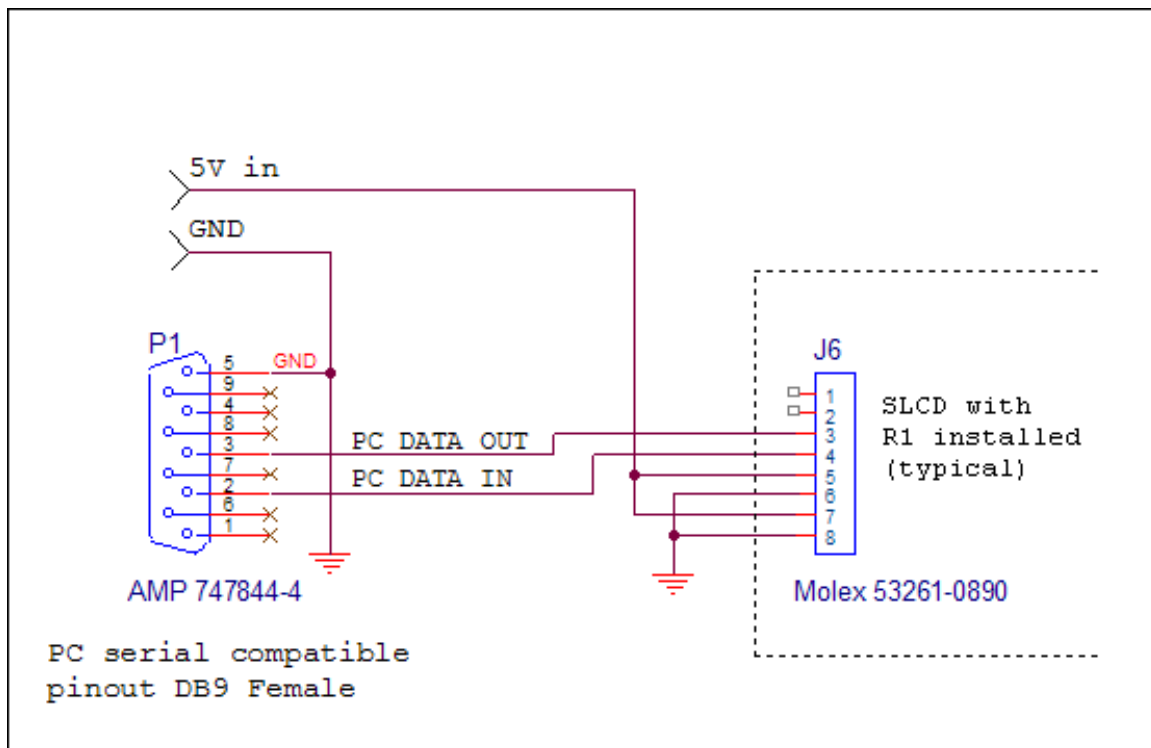 5V in
GND
P1
5
GND
9
4
8
3
PC DATA OUT
7
2
PC DATA IN
6
1
AMP 747844-4
PC serial compatible
pinout DB9 Female
J6
1
2
3
4
5
6
7
8
SLCD with
R1 installed
(typical)
Molex 53261-0890